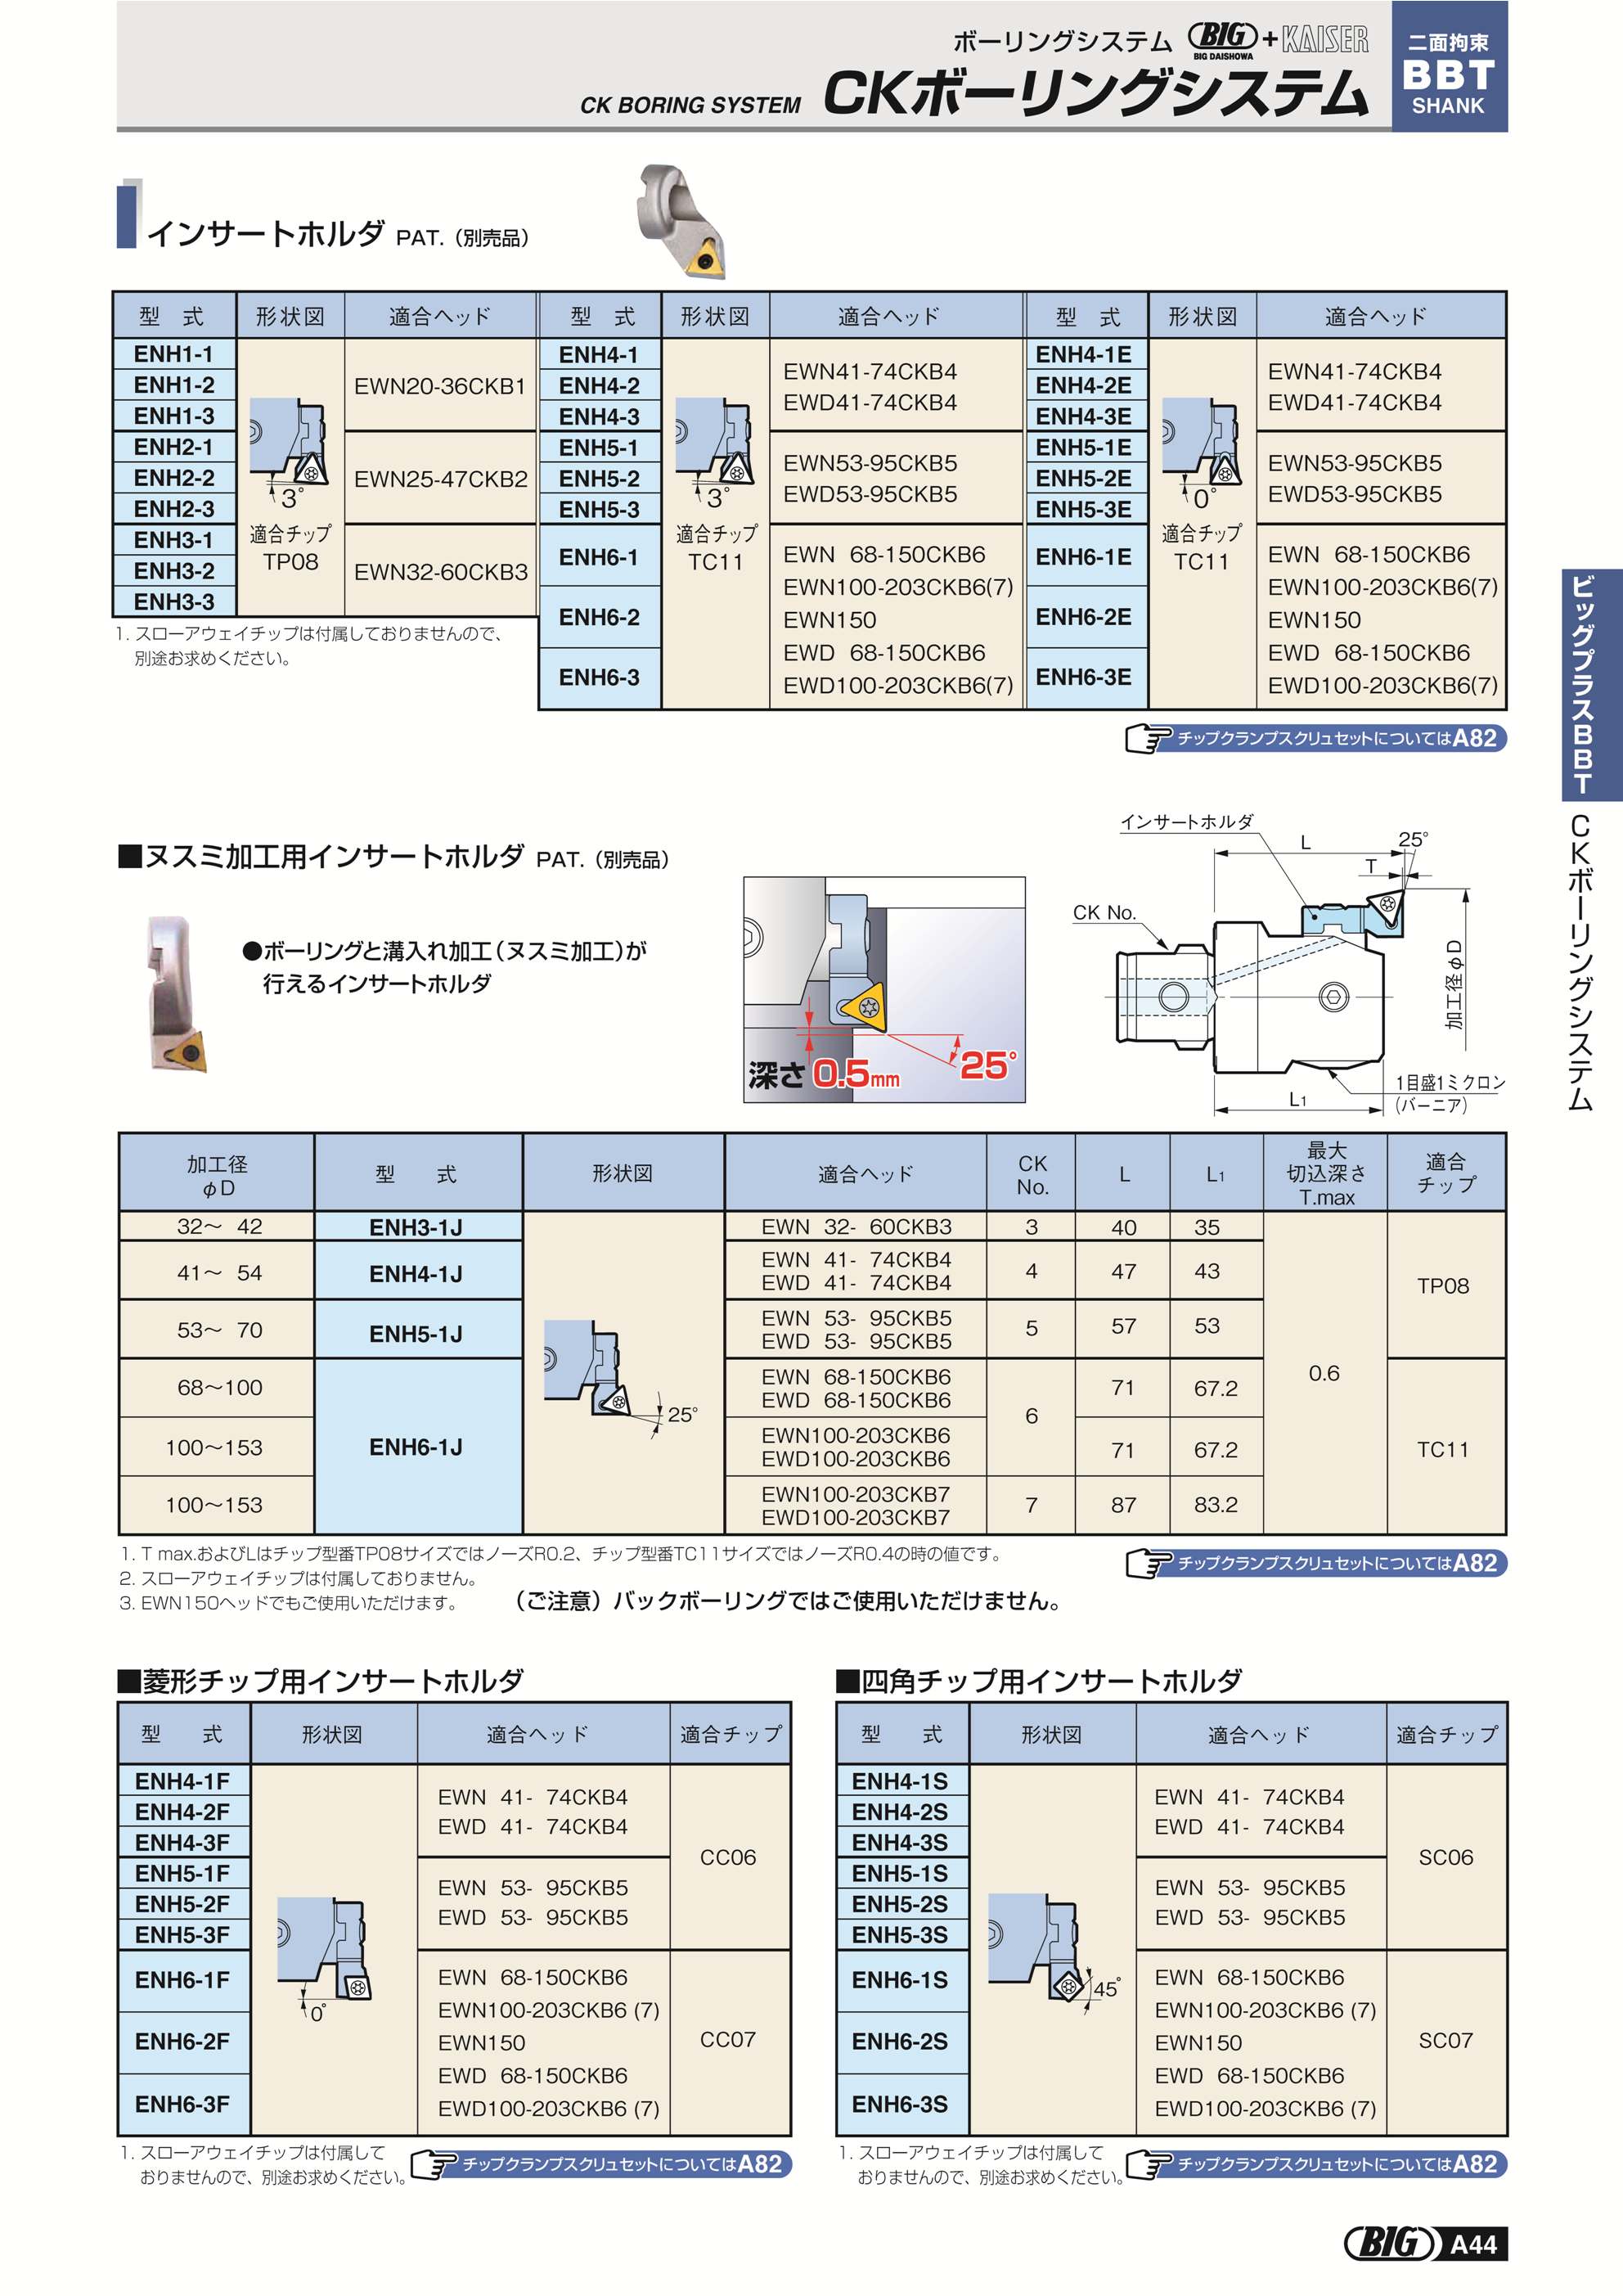 ボーリングシステム BIG BIG DAISHOWA + KAISER
CK BORING SYSTEM CKボーリングシステム
二面拘束
BBT
SHANK
インサートホルダ PAT.（別売品）
型 式 形状図 適合ヘッド 型 式 形状図 適合ヘッド 型 式 形状図 適合ヘッド
ENH1-1
ENH1-2
ENH1-3
ENH2-1
ENH2-2
ENH2-3
ENH3-1
ENH3-2
ENH3-3
3°
適合チップ
TP08
EWN20-36CKB1
EWN25-47CKB2
EWN32-60CKB3
ENH4-1
ENH4-2
ENH4-3
ENH5-1
ENH5-2
ENH5-3
ENH6-1
ENH6-2
ENH6-3
3°
適合チップ
TC11
EWN41-74CKB4
EWD41-74CKB4
EWN53-95CKB5
EWD53-95CKB5
EWN 68-150CKB6
EWN100-203CKB6(7)
EWN150
EWD 68-150CKB6
EWD100-203CKB6(7)
ENH4-1E
ENH4-2E
ENH4-3E
ENH5-1E
ENH5-2E
ENH5-3E
ENH6-1E
ENH6-2E
ENH6-3E
0°
適合チップ
TC11
EWN41-74CKB4
EWD41-74CKB4
EWN53-95CKB5
EWD53-95CKB5
EWN 68-150CKB6
EWN100-203CKB6(7)
EWN150
EWD 68-150CKB6
EWD100-203CKB6(7)
1. スローアウェイチップは付属しておりませんので、
別途お求めください。
チップクランプスクリュセットについてはA82
ビッグプラスBBT
CKボーリングシステム
■ヌスミ加工用インサートホルダ PAT.（別売品）
●ボーリングと溝入れ加工（ヌスミ加工）が
行えるインサートホルダ
深さ 0.5mm
25°
インサートホルダ
L
25°
T
CK No.
加工径φD
1目盛1ミクロン
(バーニア)
L1
加工径
φD
型 式
形状図
適合ヘッド
CK
No.
L
L1
最大
切込深さ
T.max
適合
チップ
32～ 42 ENH3-1J EWN 32- 60CKB3 3 40 35
41～ 54 ENH4-1J EWN 41- 74CKB4 4 47 43
EWD 41- 74CKB4
TP08
53～ 70 ENH5-1J EWN 53- 95CKB5 5 57 53
EWD 53- 95CKB5
0.6
68～100 EWN 68-150CKB6 71 67.2
EWD 68-150CKB6
25°
6
100～153 ENH6-1J EWN100-203CKB6 71 67.2 TC11
EWD100-203CKB6
100～153 EWN100-203CKB7 7 87 83.2
EWD100-203CKB7
1. T max.およびLはチップ型番TP08サイズではノーズR0.2、チップ型番TC11サイズではノーズR0.4の時の値です。
2. スローアウェイチップは付属しておりません。
3. EWN150ヘッドでもご使用いただけます。
（ご注意）バックボーリングではご使用いただけません。
チップクランプスクリュセットについてはA82
■菱形チップ用インサートホルダ
型 式 形状図 適合ヘッド 適合チップ
ENH4-1F
ENH4-2F
ENH4-3F
ENH5-1F
ENH5-2F
ENH5-3F
ENH6-1F
ENH6-2F
ENH6-3F
0°
EWN 41- 74CKB4
EWD 41- 74CKB4
EWN 53- 95CKB5
EWD 53- 95CKB5
EWN 68-150CKB6
EWN100-203CKB6 (7)
EWN150
EWD 68-150CKB6
EWD100-203CKB6 (7)
CC06
CC07
1. スローアウェイチップは付属して
おりませんので、別途お求めください。
チップクランプスクリュセットについてはA82
■四角チップ用インサートホルダ
型 式 形状図 適合ヘッド 適合チップ
ENH4-1S
ENH4-2S
ENH4-3S
ENH5-1S
ENH5-2S
ENH5-3S
ENH6-1S
ENH6-2S
ENH6-3S
45°
EWN 41- 74CKB4
EWD 41- 74CKB4
EWN 53- 95CKB5
EWD 53- 95CKB5
EWN 68-150CKB6
EWN100-203CKB6 (7)
EWN150
EWD 68-150CKB6
EWD100-203CKB6 (7)
SC06
SC07
1. スローアウェイチップは付属して
おりませんので、別途お求めください。
チップクランプスクリュセットについてはA82
BIG A44